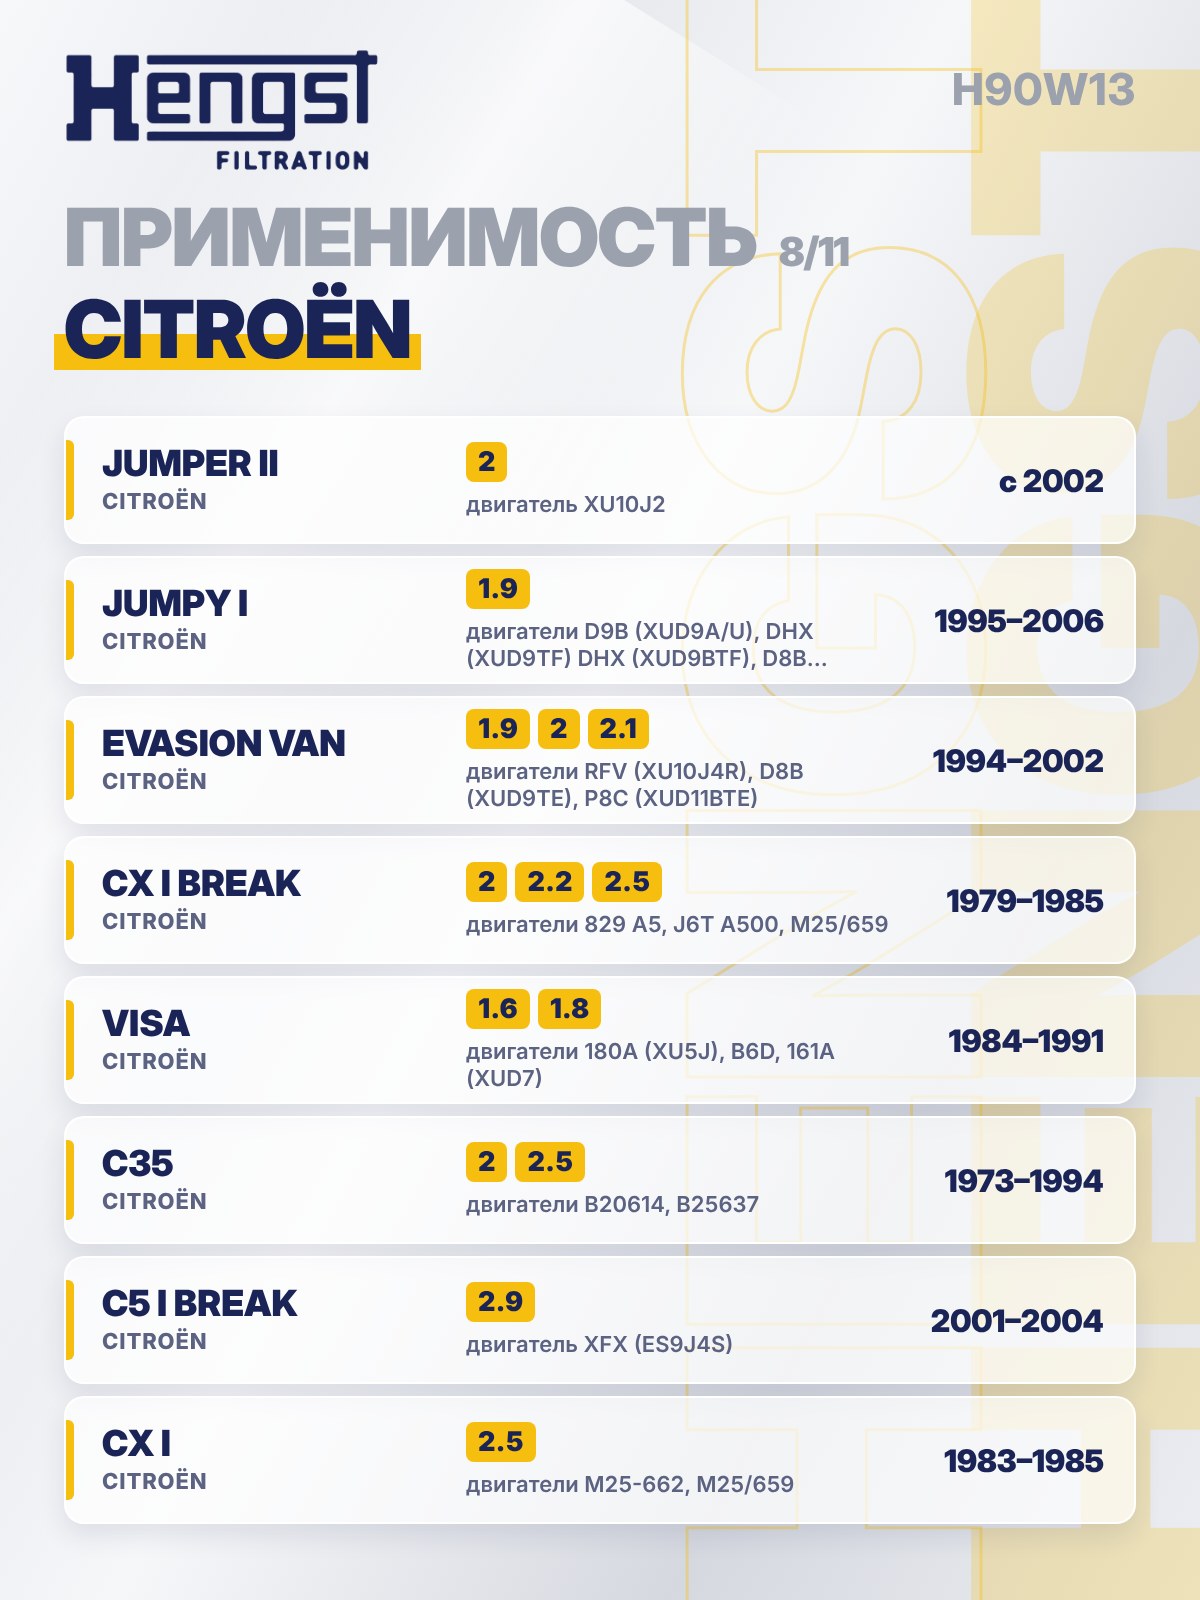 Hengst
FILTRATION
H90W13
ПРИМЕНИМОСТЬ 8/11
CITROËN
JUMPER II
CITROËN
2
двигатель XU10J2
с 2002
JUMPY I
CITROËN
1.9
двигатели D9B (XUD9A/U), DHX
(XUD9TF) DHX (XUD9BTF), D8B...
1995–2006
EVASION VAN
CITROËN
1.9 2 2.1
двигатели RFV (XU10J4R), D8B
(XUD9TE), P8C (XUD11BTE)
1994–2002
CX I BREAK
CITROËN
2 2.2 2.5
двигатели 829 A5, J6T A500, M25/659
1979–1985
VISA
CITROËN
1.6 1.8
двигатели 180A (XU5J), B6D, 161A
(XUD7)
1984–1991
C35
CITROËN
2 2.5
двигатели B20614, B25637
1973–1994
C5 I BREAK
CITROËN
2.9
двигатель XFX (ES9J4S)
2001–2004
CX I
CITROËN
2.5
двигатели M25-662, M25/659
1983–1985
HENGST
HENGST